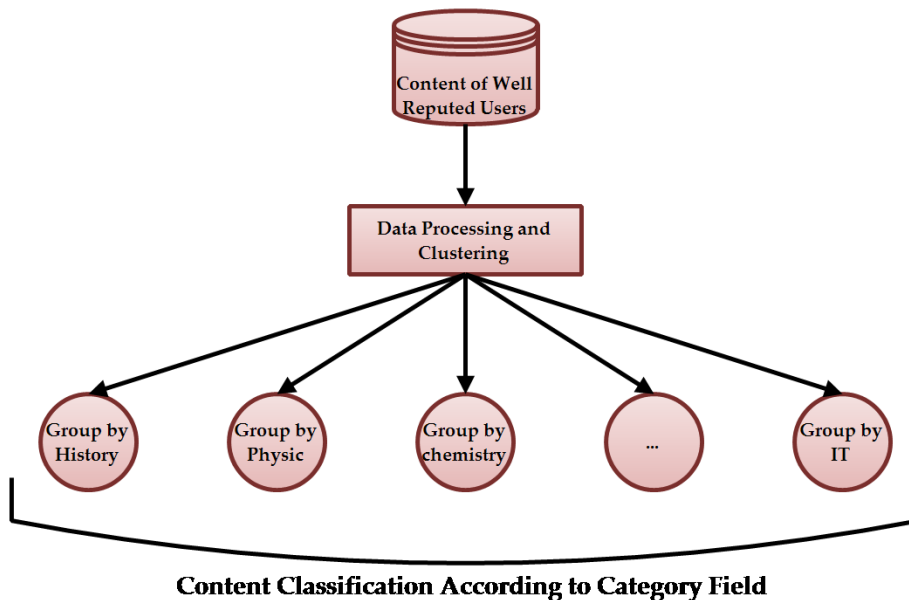 Content of Well
Reputed Users
Data Processing and
Clustering
Group by
History
Group by
Physic
Group by
chemistry
...
Group by
IT
Content Classification According to Category Field